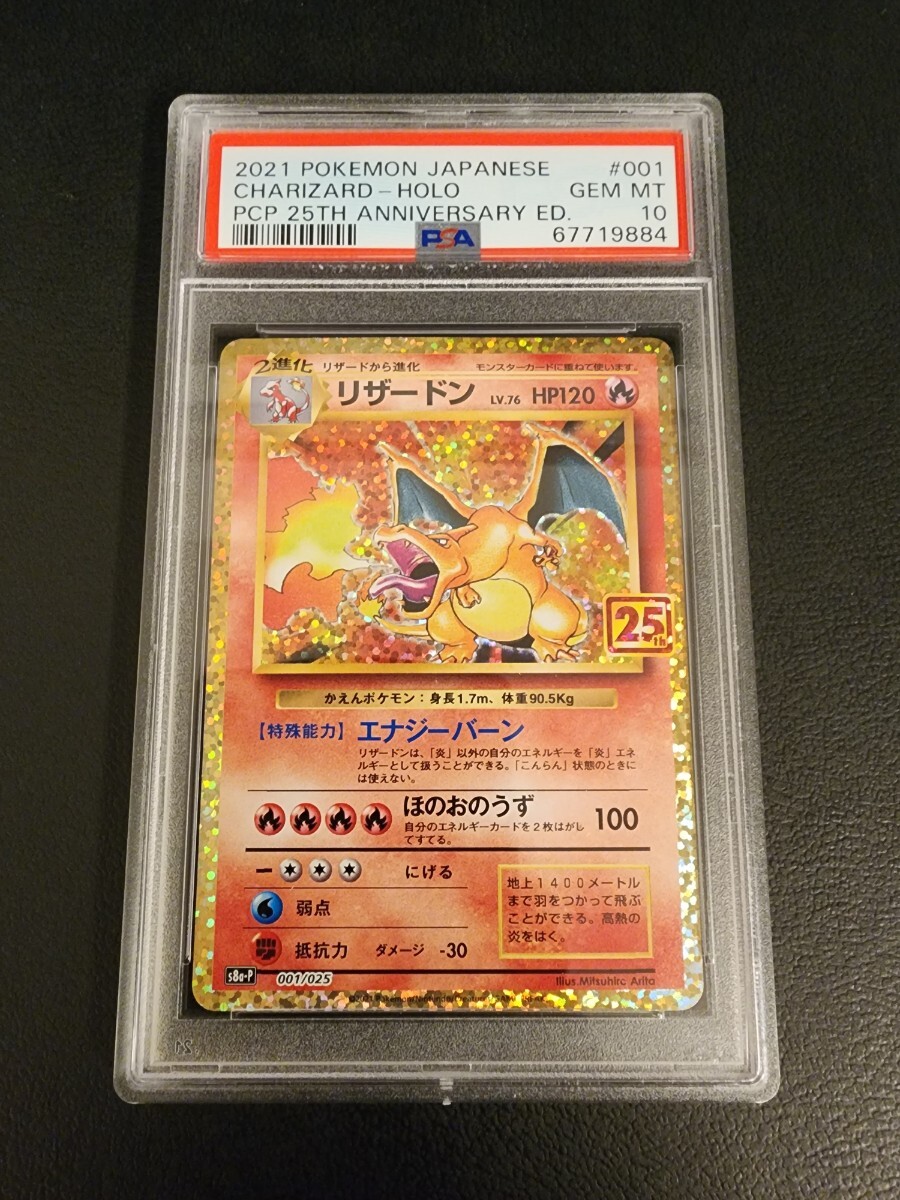 2021 POKEMON JAPANESE #001
CHARIZARD-HOLO GEM MT
PCP 25TH ANNIVERSARY ED. 10
PSA 67719884
2進化 リザードから進化 モンスターカードに重ねて使います。
リザードン LV.76 HP120
25th
かえんポケモン：身長1.7m、体重90.5Kg
【特殊能力】エナジーバーン
リザードンは、「炎」以外の自分のエネルギーを「炎」エネ
ルギーとして扱うことができる。「こんらん」状態のときに
は使えない。
ほのおのうず 100
自分のエネルギーカードを２枚はがし
てすてる。
ー にげる
弱点
抵抗力 ダメージ -30
地上１４００メートル
まで羽をつかって飛ぶ
ことができる。高熱の
炎をはく。
s8a-P 001/025 Illus.Mitsuhiro Arita